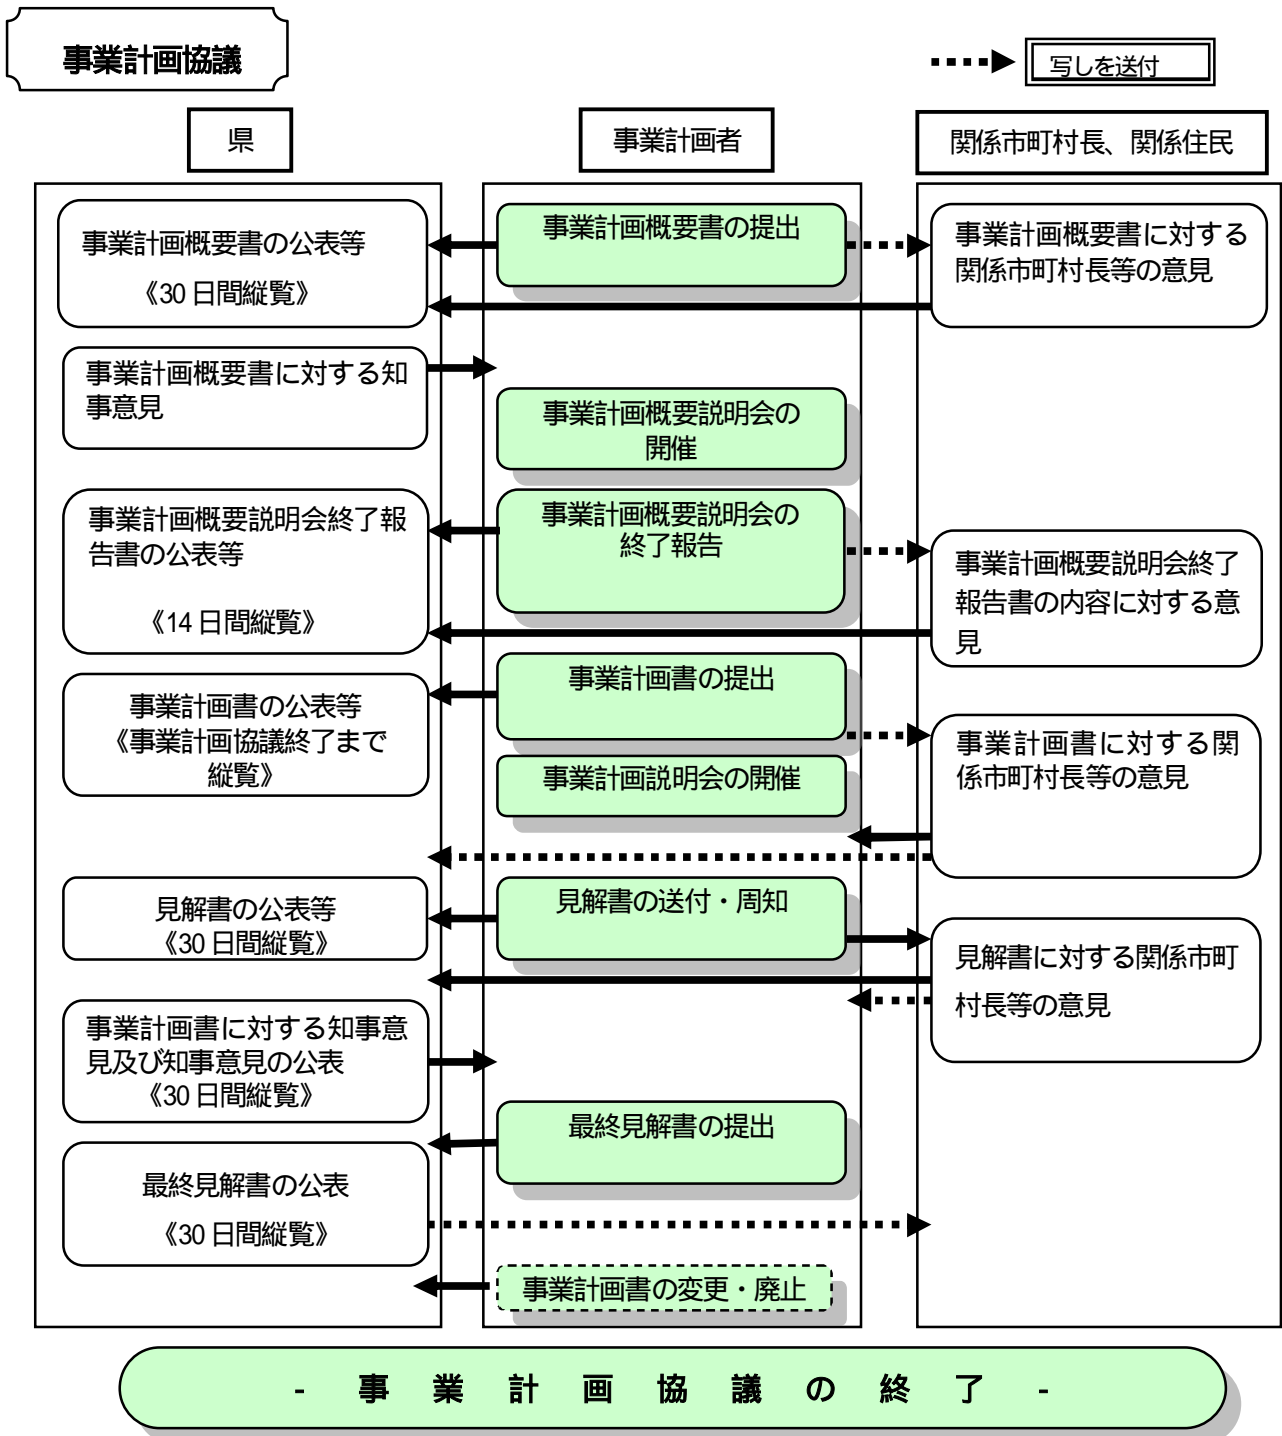 事業計画協議
写しを送付
県
事業計画者
関係市町村長、関係住民
事業計画概要書の公表等
《30日間縦覧》
事業計画概要書の提出
事業計画概要書に対する
関係市町村長等の意見
事業計画概要書に対する知
事意見
事業計画概要説明会の
開催
事業計画概要説明会終了報
告書の公表等
《14日間縦覧》
事業計画概要説明会の
終了報告
事業計画概要説明会終了
報告書の内容に対する意
見
事業計画書の公表等
《事業計画協議終了まで
縦覧》
事業計画書の提出
事業計画書に対する関
係市町村長等の意見
事業計画説明会の開催
見解書の公表等
《30日間縦覧》
見解書の送付・周知
見解書に対する関係市町
村長等の意見
事業計画書に対する知事意
見及び知事意見の公表
《30日間縦覧》
最終見解書の提出
最終見解書の公表
《30日間縦覧》
事業計画書の変更・廃止
- 事業計画協議の終了 -